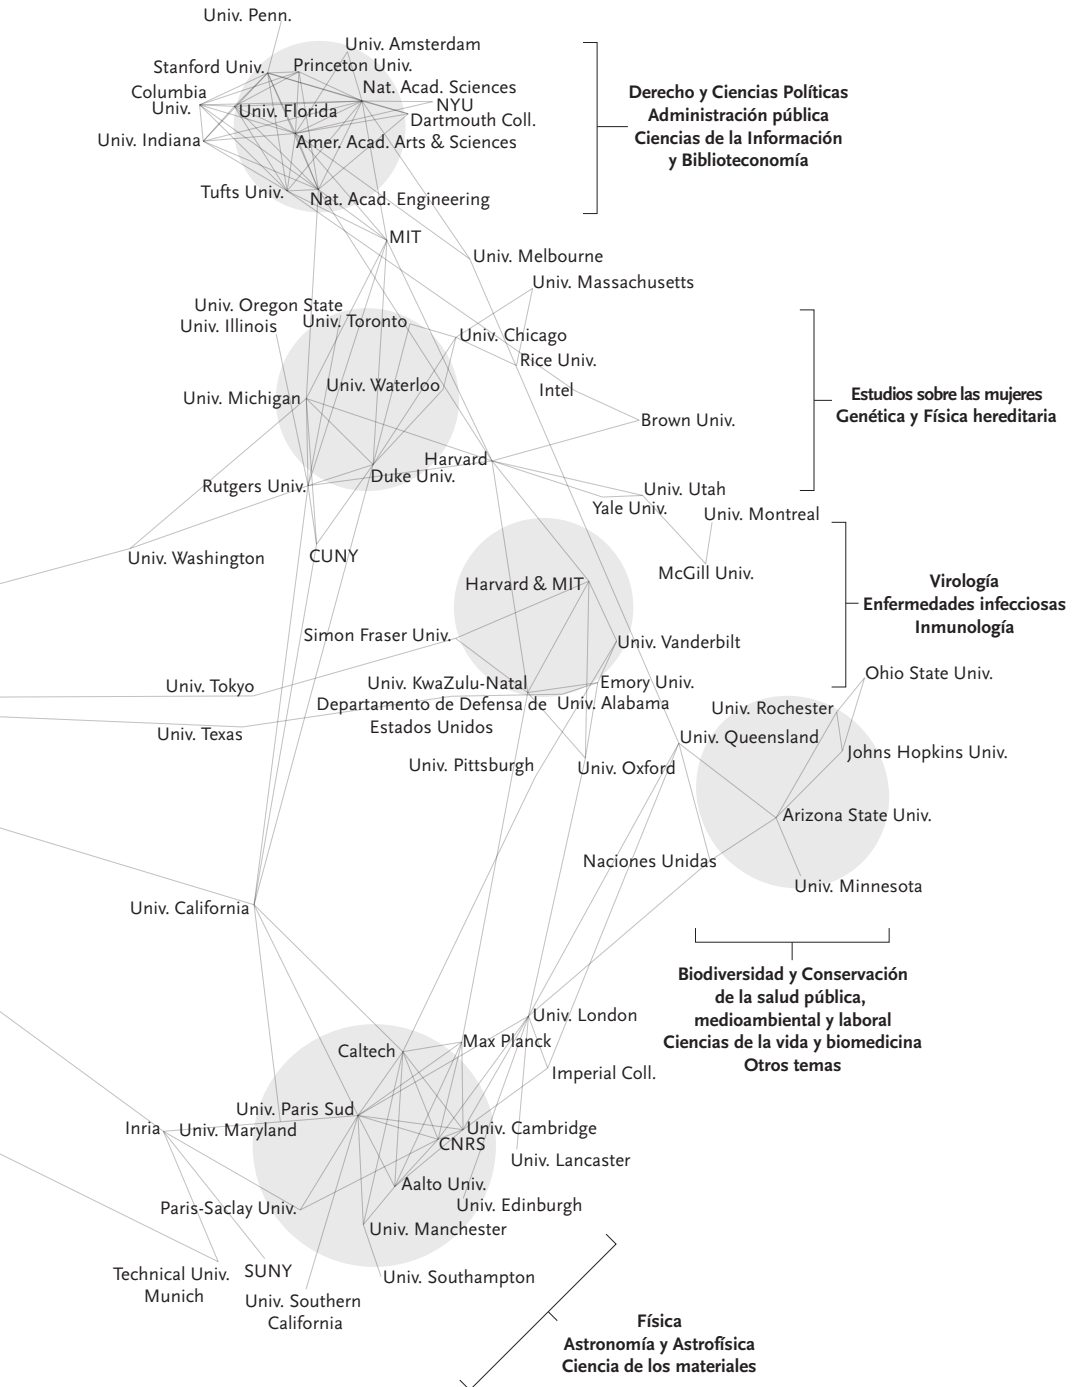 Univ. Penn.
Univ. Amsterdam
Stanford Univ.
Princeton Univ.
Columbia
Univ.
Nat. Acad. Sciences
NYU
Univ. Florida
Dartmouth Coll.
Univ. Indiana
Amer. Acad. Arts & Sciences
Tufts Univ.
Nat. Acad. Engineering
Derecho y Ciencias Políticas
Administración pública
Ciencias de la Información
y Biblioteconomía
MIT
Univ. Melbourne
Univ. Massachusetts
Univ. Oregon State
Univ. Illinois
Univ. Toronto
Univ. Chicago
Rice Univ.
Univ. Waterloo
Intel
Univ. Michigan
Brown Univ.
Estudios sobre las mujeres
Genética y Física hereditaria
Harvard
Duke Univ.
Rutgers Univ.
Univ. Utah
Yale Univ.
Univ. Montreal
Univ. Washington
CUNY
McGill Univ.
Harvard & MIT
Virología
Enfermedades infecciosas
Inmunología
Simon Fraser Univ.
Univ. Vanderbilt
Ohio State Univ.
Univ. Tokyo
Univ. KwaZulu-Natal
Emory Univ.
Departamento de Defensa de
Estados Unidos
Univ. Alabama
Univ. Rochester
Univ. Texas
Univ. Queensland
Johns Hopkins Univ.
Univ. Pittsburgh
Univ. Oxford
Arizona State Univ.
Naciones Unidas
Univ. Minnesota
Univ. California
Biodiversidad y Conservación
de la salud pública,
medioambiental y laboral
Ciencias de la vida y biomedicina
Otros temas
Univ. London
Caltech
Max Planck
Imperial Coll.
Univ. Paris Sud
Inria
Univ. Maryland
Univ. Cambridge
CNRS
Univ. Lancaster
Aalto Univ.
Paris-Saclay Univ.
Univ. Edinburgh
Univ. Manchester
Technical Univ.
Munich
SUNY
Univ. Southampton
Univ. Southern
California
Física
Astronomía y Astrofísica
Ciencia de los materiales